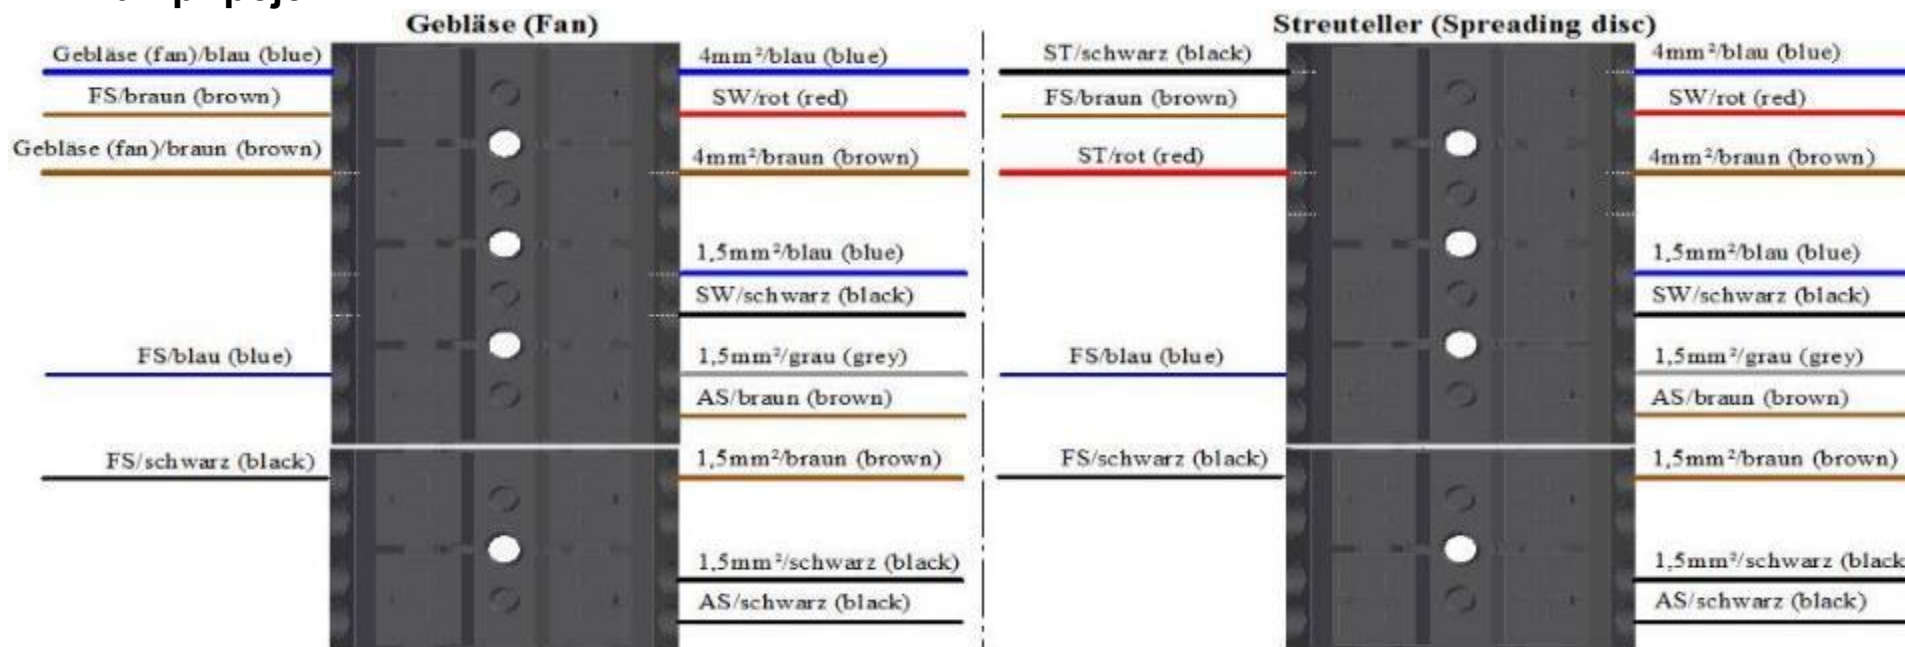 Gebläse (Fan)
Gebläse (fan)/blau (blue)
FS/braun (brown)
Gebläse (fan)/braun (brown)
FS/blau (blue)
FS/schwarz (black)
4mm²/blau (blue)
SW/rot (red)
4mm²/braun (brown)
1,5mm²/blau (blue)
SW/schwarz (black)
1,5mm²/grau (grey)
AS/braun (brown)
1,5mm²/braun (brown)
1,5mm²/schwarz (black)
AS/schwarz (black)
Streuteller (Spreading disc)
ST/schwarz (black)
FS/braun (brown)
ST/rot (red)
FS/blau (blue)
FS/schwarz (black)
4mm²/blau (blue)
SW/rot (red)
4mm²/braun (brown)
1,5mm²/blau (blue)
SW/schwarz (black)
1,5mm²/grau (grey)
AS/braun (brown)
1,5mm²/braun (brown)
1,5mm²/schwarz (black
AS/schwarz (black)